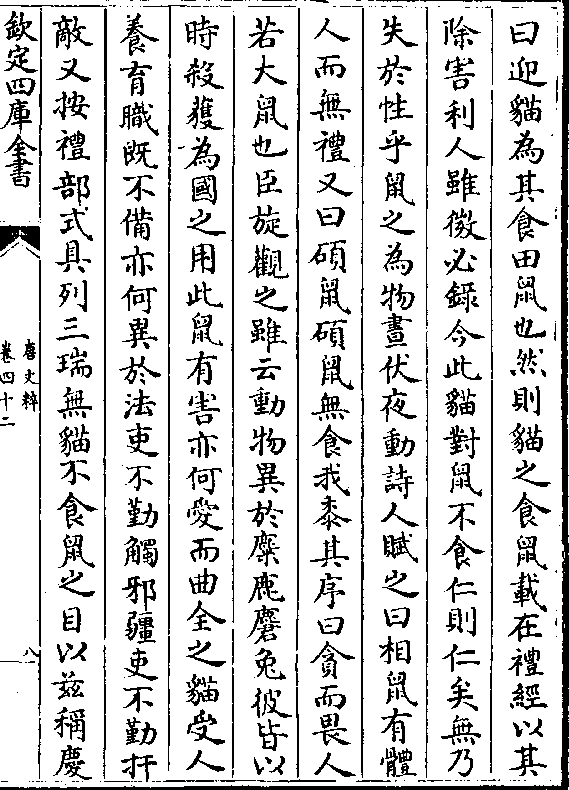 曰迎貓為其食田鼠也然則貓之食鼠載在禮經以其
除害利人雖微必錄今此貓對鼠不食仁則仁矣無乃
失於性乎鼠之為物晝伏夜動詩人賦之曰相鼠有體
人而無禮又曰碩鼠碩鼠無食我黍其序曰貪而畏人
若大鼠也臣旋觀之雖云動物異於麋鹿麏兔彼皆以
時殺獲為國之用此鼠有害亦何愛而曲全之貓受人
養育職旣不備亦何異於法吏不勤觸邪疆吏不勤扞
敵又按禮部式具列三瑞無貓不食鼠之目以兹稱慶
欽定四庫全書
唐文粹
卷四十二
八